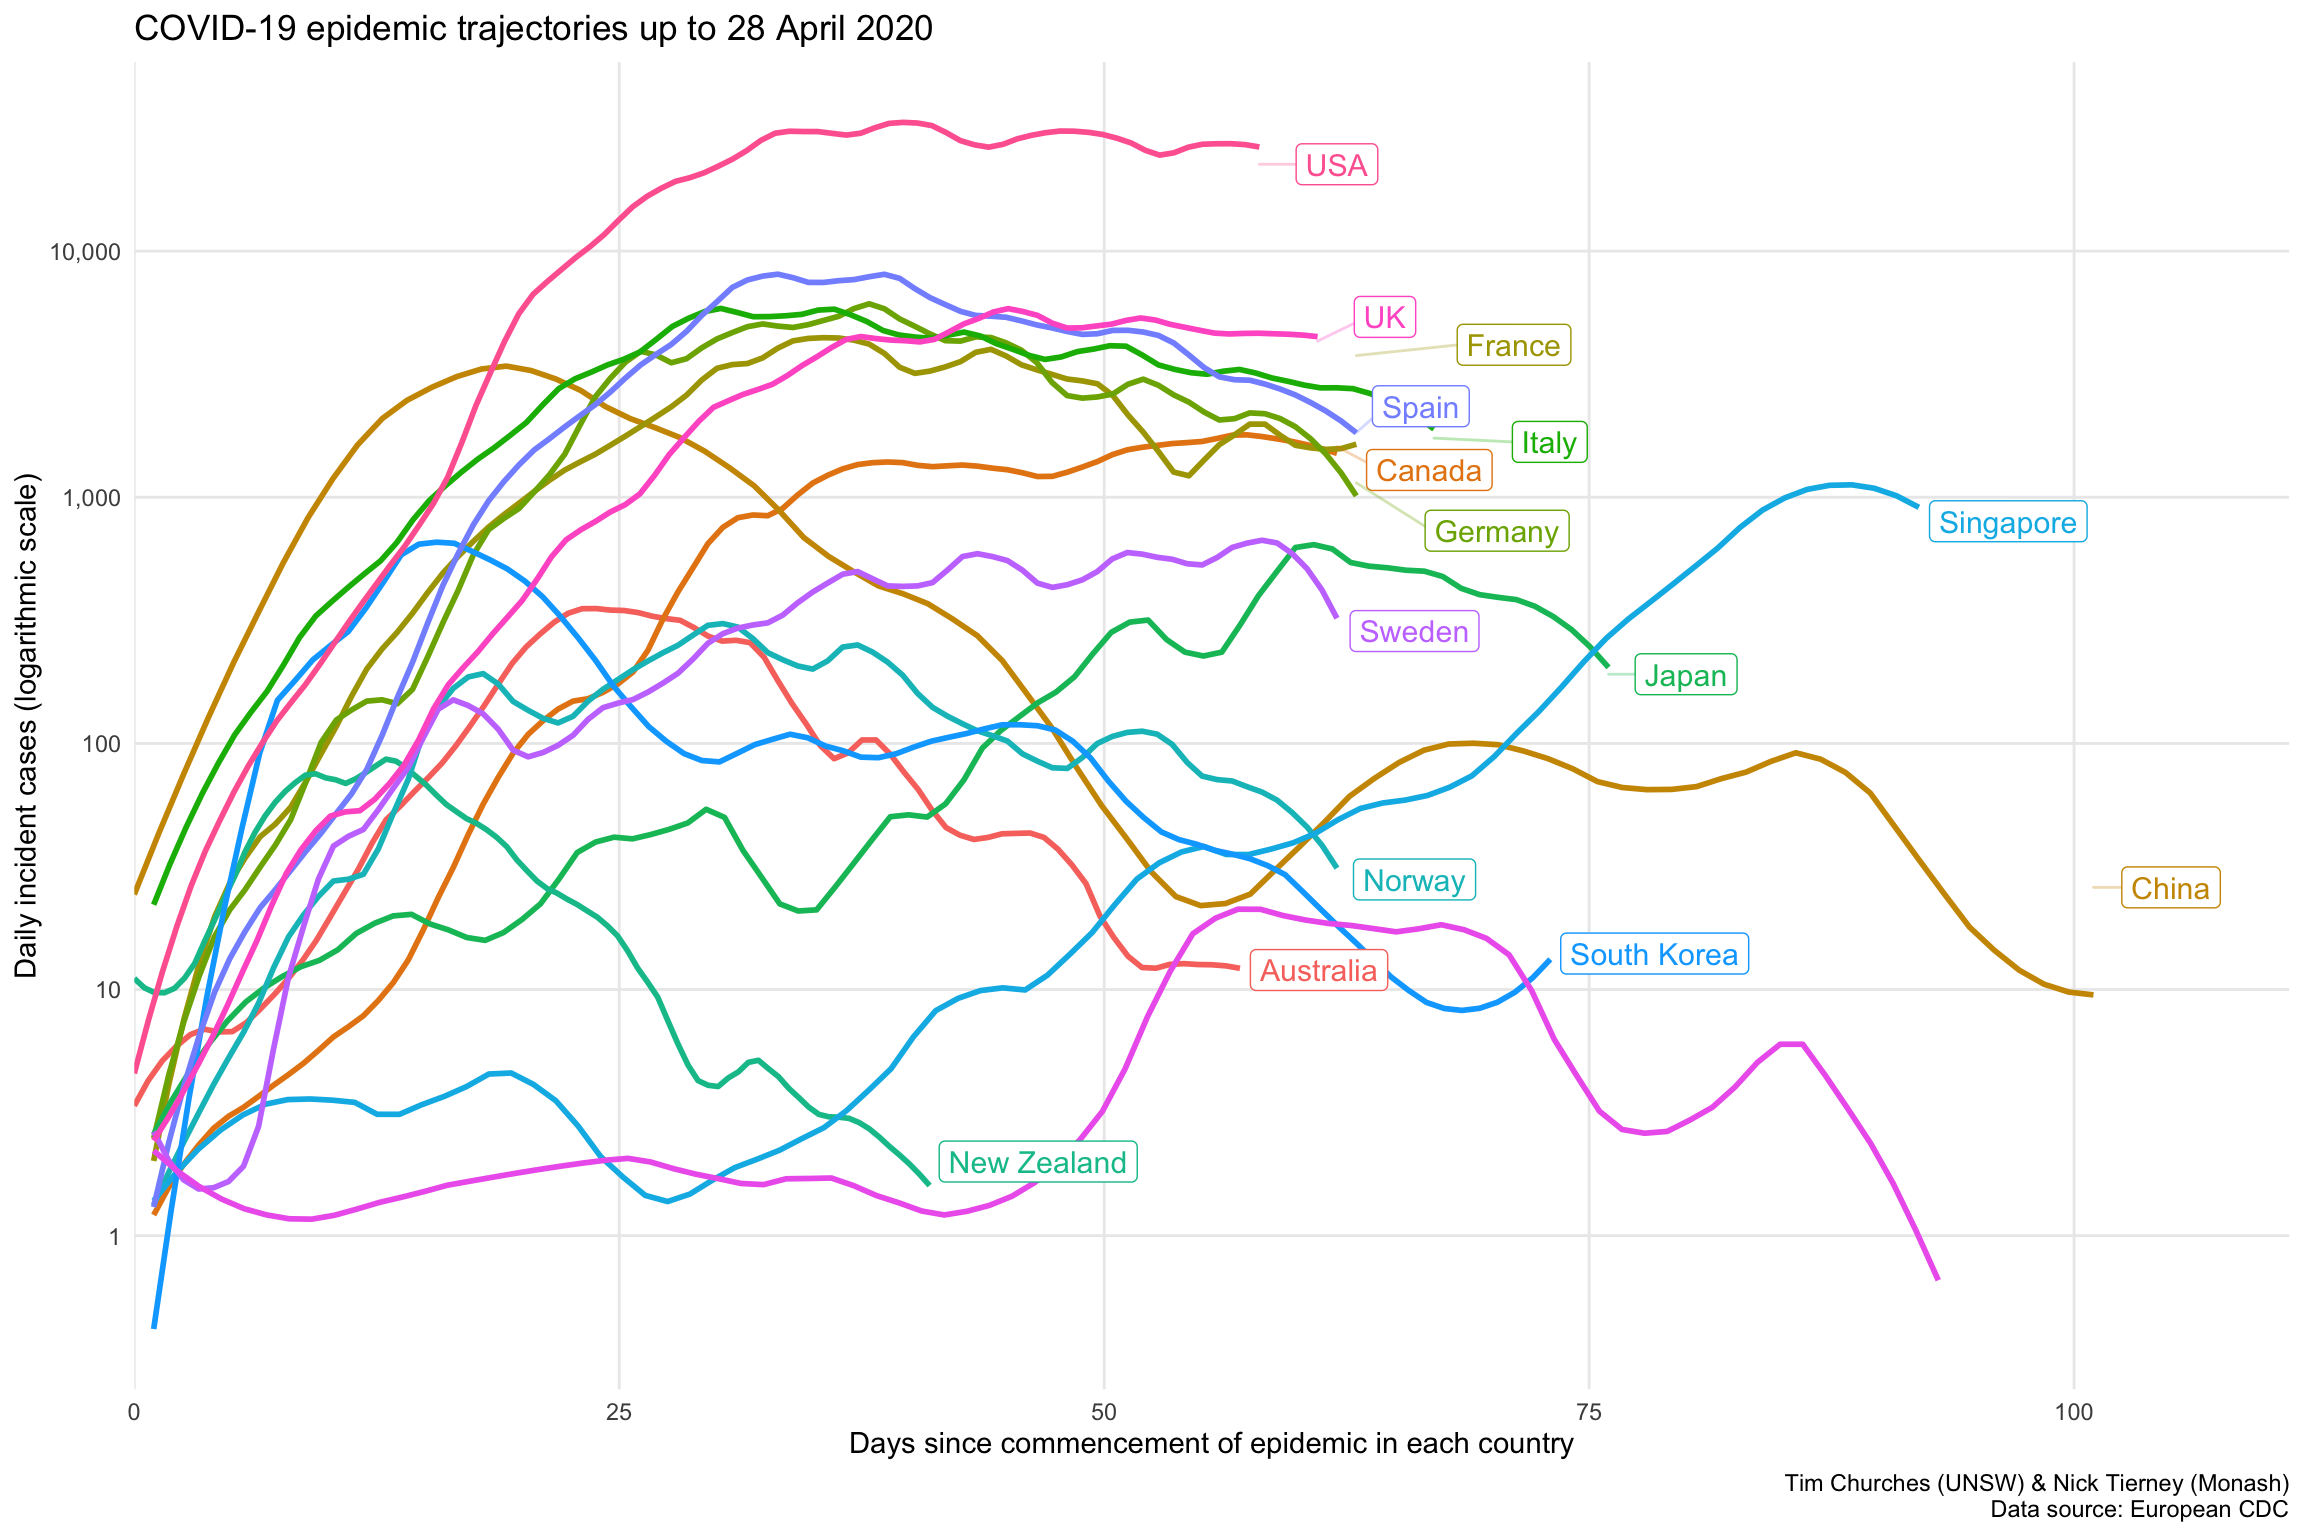 COVID-19 epidemic trajectories up to 28 April 2020
USA
10,000
UK
France
Spain
Italy
Canada
1,000
Singapore
Germany
Sweden
Japan
100
Norway
China
South Korea
Australia
10
New Zealand
1
Daily incident cases (logarithmic scale)
0 25 50 75 100
Days since commencement of epidemic in each country
Tim Churches (UNSW) & Nick Tierney (Monash)
Data source: European CDC